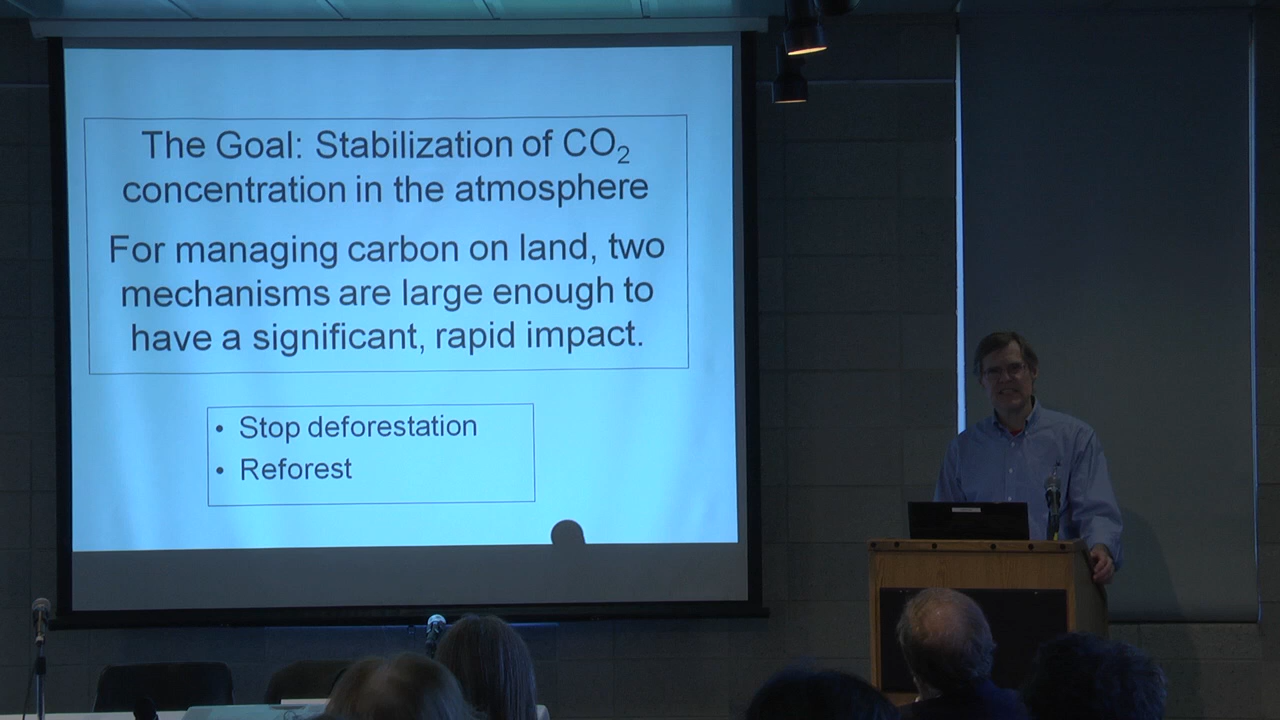 The Goal: Stabilization of CO₂
concentration in the atmosphere
For managing carbon on land, two
mechanisms are large enough to
have a significant, rapid impact.
• Stop deforestation
• Reforest